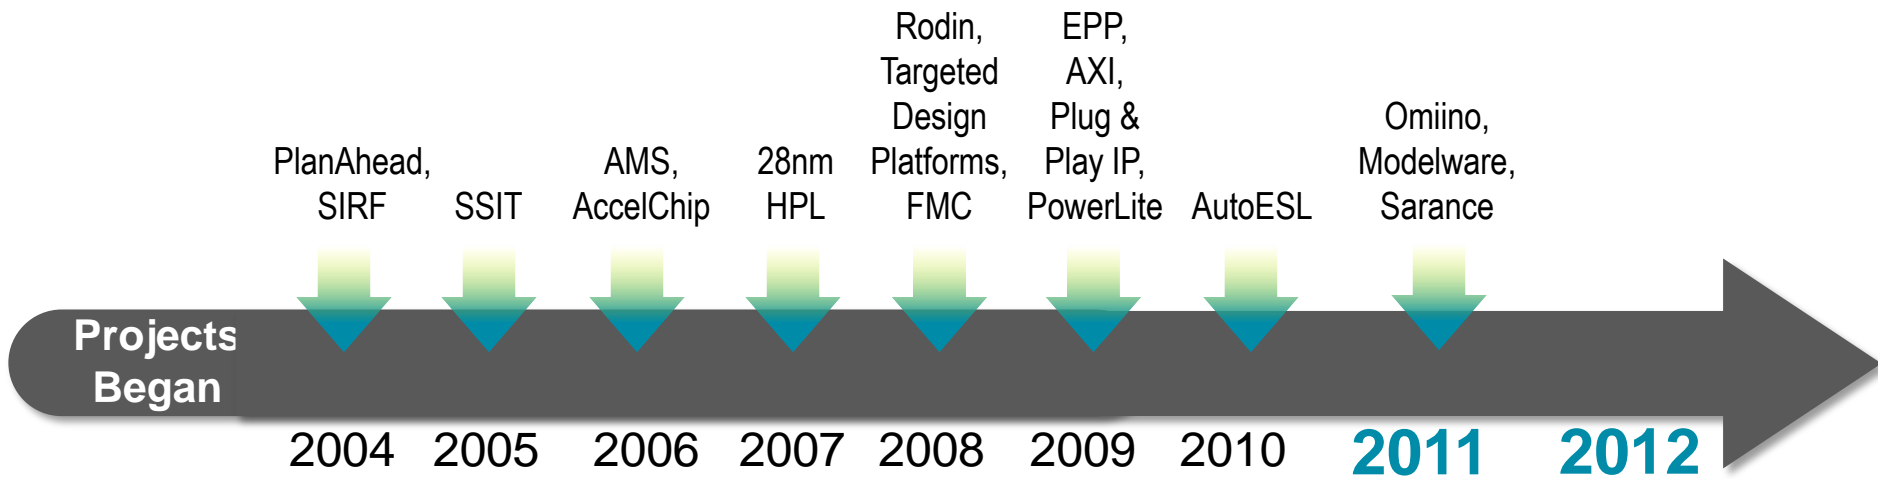 Projects
Began
PlanAhead,
SIRF
SSIT
AMS,
AccelChip
28nm
HPL
Rodin,
Targeted
Design
Platforms,
FMC
EPP,
AXI,
Plug &
Play IP,
PowerLite
AutoESL
Omiino,
Modelware,
Sarance
2004
2005
2006
2007
2008
2009
2010
2011
2012